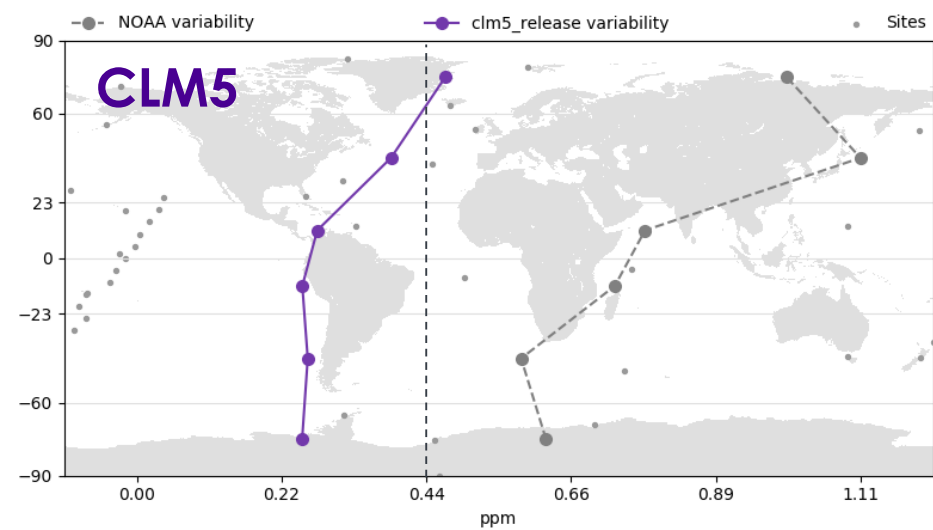 NOAA variability clm5_release variability Sites
CLM5
90
60
23
0
−23
−60
−90
0.00 0.22 0.44 0.66 0.89 1.11
ppm